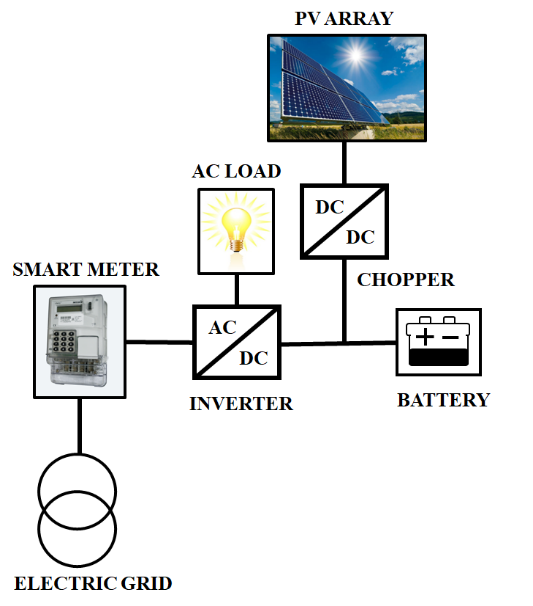 PV ARRAY
AC LOAD
DC
DC
SMART METER
CHOPPER
AC
DC
+ −
INVERTER
BATTERY
ELECTRIC GRID